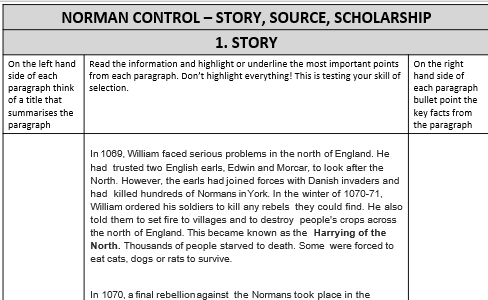 NORMAN CONTROL – STORY, SOURCE, SCHOLARSHIP
1. STORY
On the left hand
side of each
paragraph think
of a title that
summarises the
paragraph
Read the information and highlight or underline the most important points
from each paragraph. Don't highlight everything! This is testing your skill of
selection.
On the right
hand side of
each paragraph
bullet point the
key facts from
the paragraph
In 1069, William faced serious problems in the north of England. He
had trusted two English earls, Edwin and Morcar, to look after the
North. However, the earls had joined forces with Danish invaders and
had killed hundreds of Normans in York. In the winter of 1070-71,
William ordered his soldiers to kill any rebels they could find. He also
told them to set fire to villages and to destroy people's crops across
the north of England. This became known as the Harrying of the
North. Thousands of people starved to death. Some were forced to
eat cats, dogs or rats to survive.
In 1070, a final rebellion against the Normans took place in the